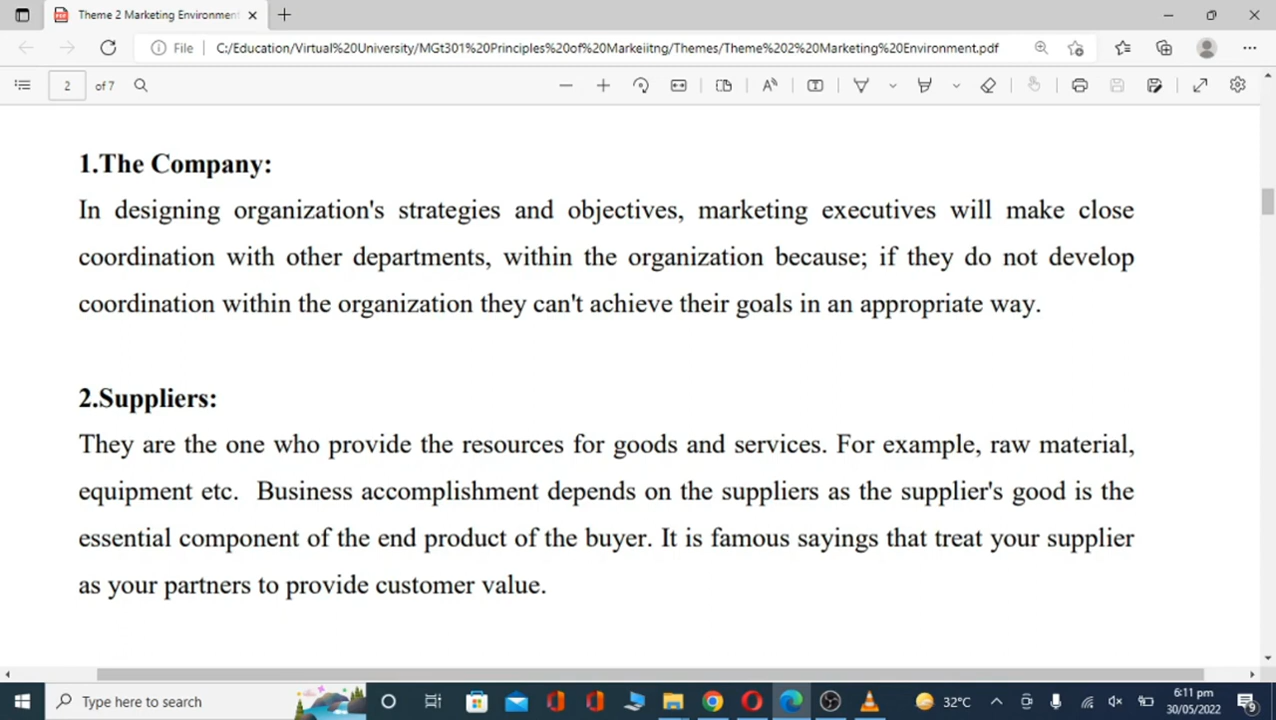 Theme 2 Marketing Environment
File C:/Education/Virtual%20University/MGt301%20Principles%20of%20Markeiitng/Themes/Theme%202%20Marketing%20Environment.pdf
2 of 7
1.The Company:
In designing organization's strategies and objectives, marketing executives will make close
coordination with other departments, within the organization because; if they do not develop
coordination within the organization they can't achieve their goals in an appropriate way.
2.Suppliers:
They are the one who provide the resources for goods and services. For example, raw material,
equipment etc. Business accomplishment depends on the suppliers as the supplier's good is the
essential component of the end product of the buyer. It is famous sayings that treat your supplier
as your partners to provide customer value.
Type here to search
32°C
6:11 pm
30/05/2022
9